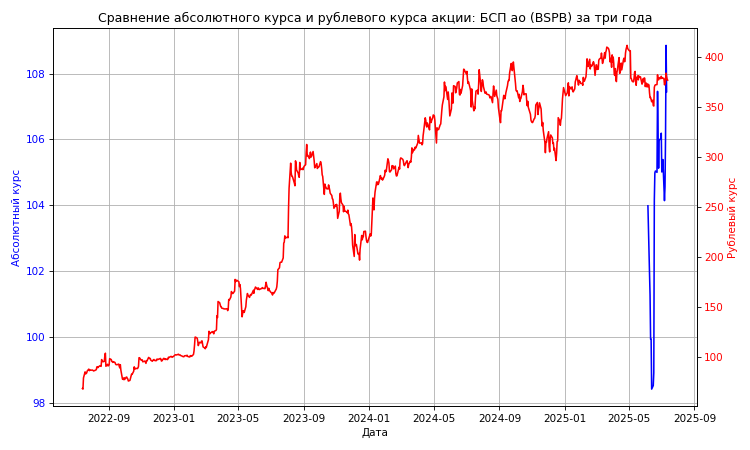 Сравнение абсолютного курса и рублевого курса акции: БСП ао (BSPB) за три года
108
106
104
102
100
98
Абсолютный курс
400
350
300
250
200
150
100
Рублевый курс
2022-09 2023-01 2023-05 2023-09 2024-01 2024-05 2024-09 2025-01 2025-05 2025-09
Дата